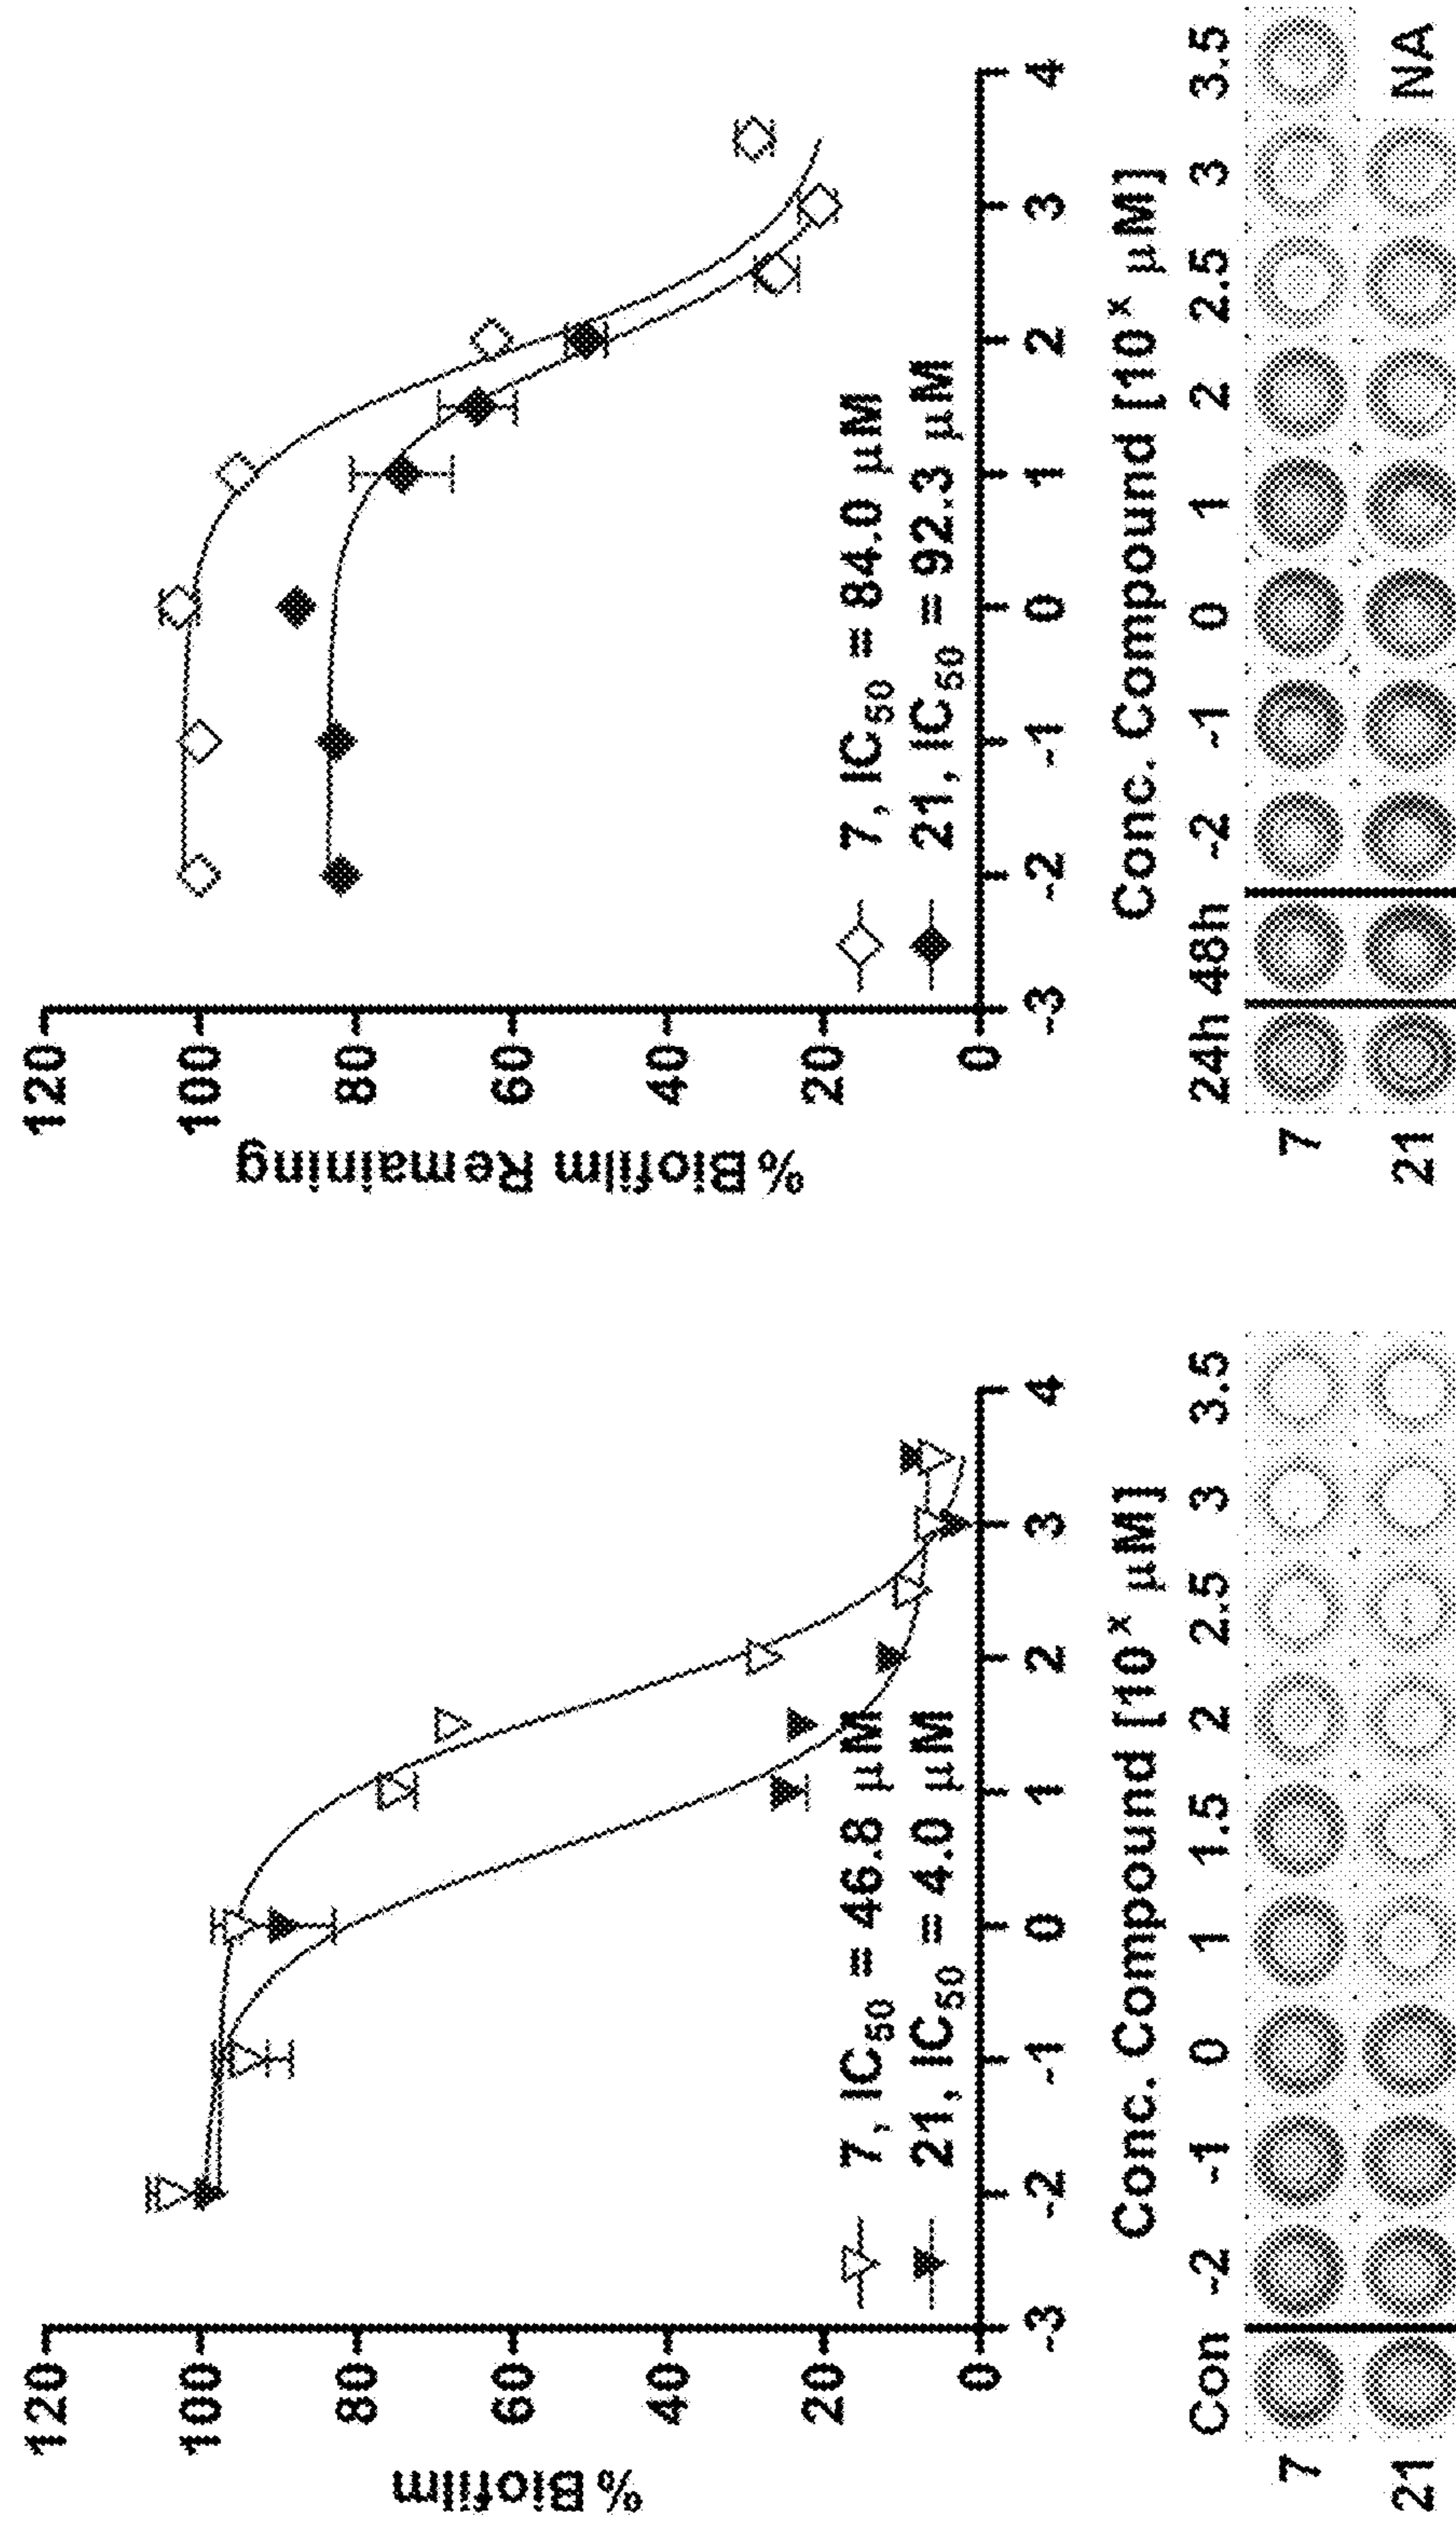 % Biofilm
120
100
80
60
40
20
0
7, IC50 = 46.8 μM
21, IC50 = 4.0 μM
-3 -2 -1 0 1 2 3 4
Conc. Compound [10^x μM]
Con -2 -1 0 1 1.5 2 2.5 3 3.5
7
21
% Biofilm Remaining
120
100
80
60
40
20
0
7, IC50 = 84.0 μM
21, IC50 = 92.3 μM
-3 -2 -1 0 1 2 3 4
Conc. Compound [10^x μM]
24h 48h -2 -1 0 1 2 2.5 3 3.5
7
21 NA